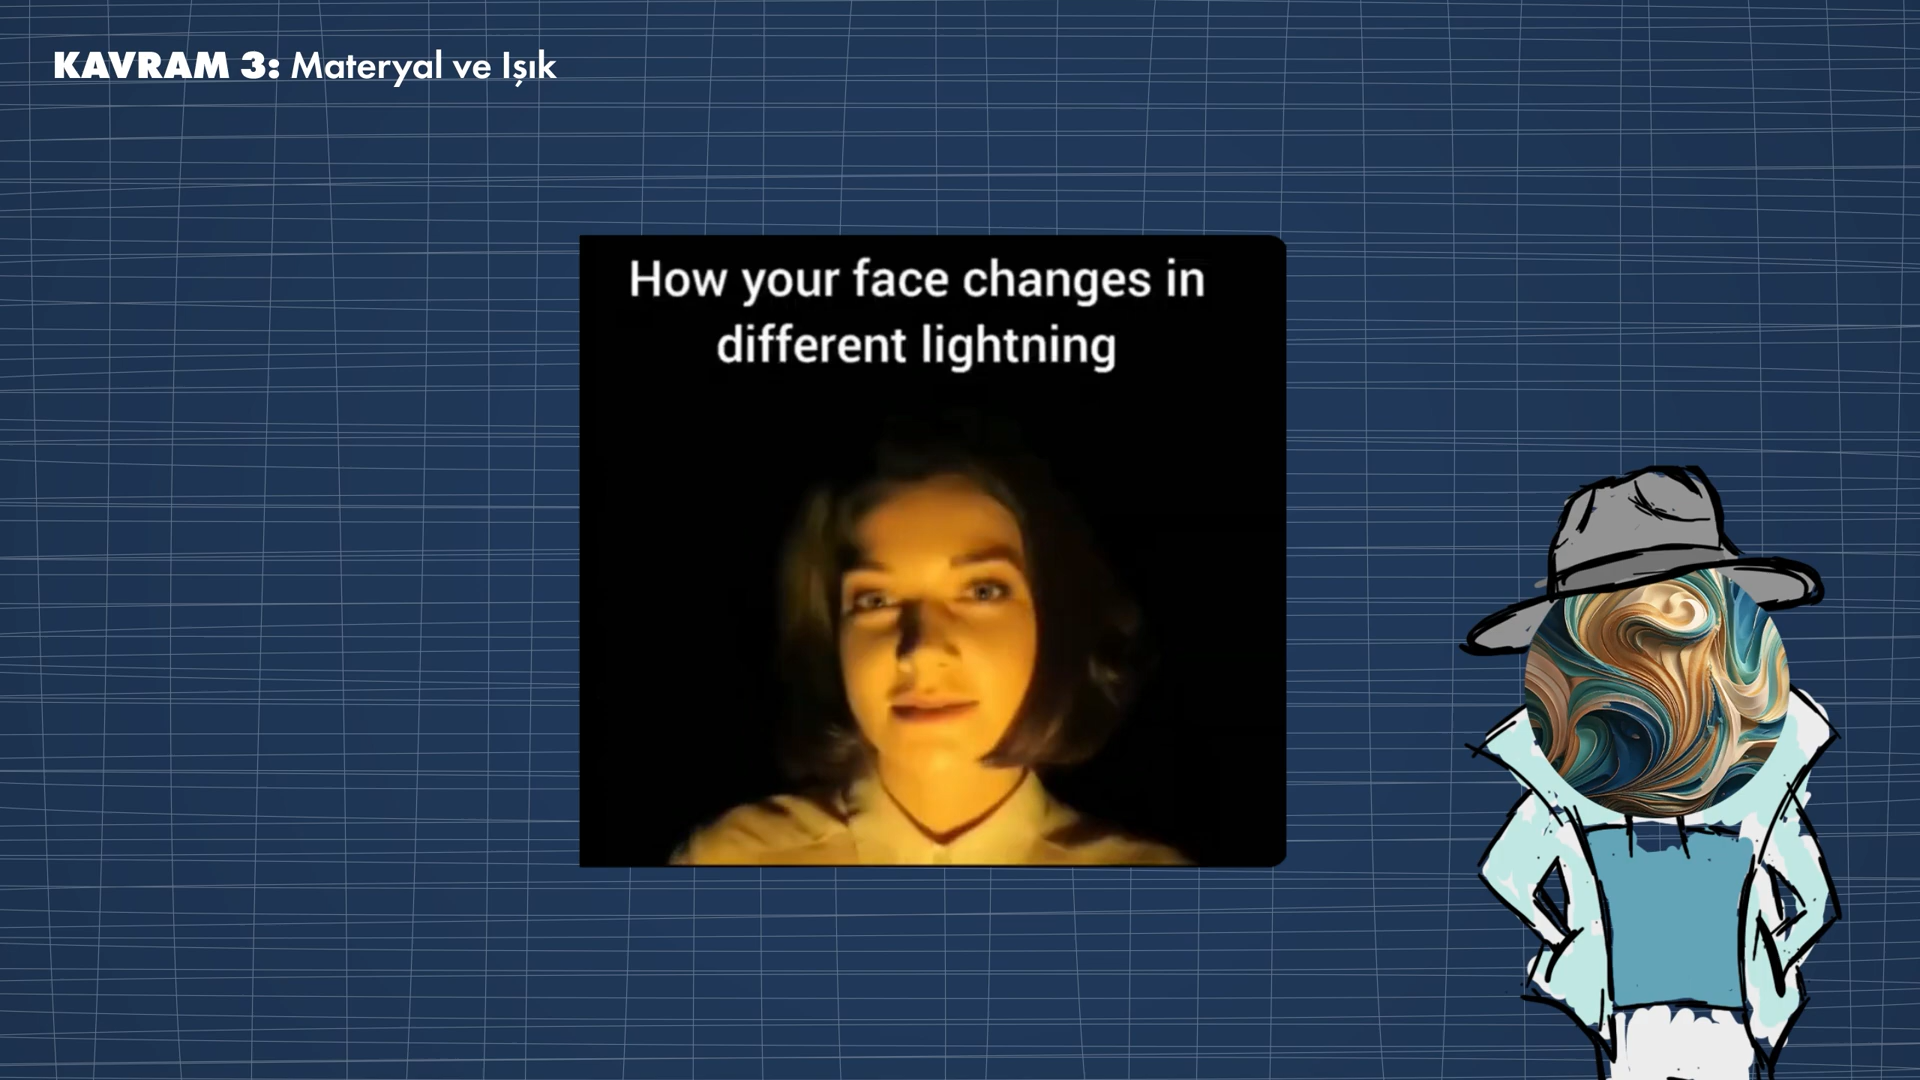 KAVRAM 3: Materyal ve Işık
How your face changes in
different lightning